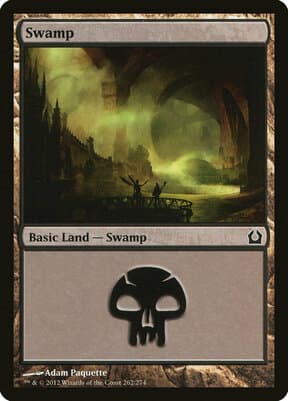 Swamp
Basic Land — Swamp
Adam Paquette
™ & © 2012 Wizards of the Coast 262/274